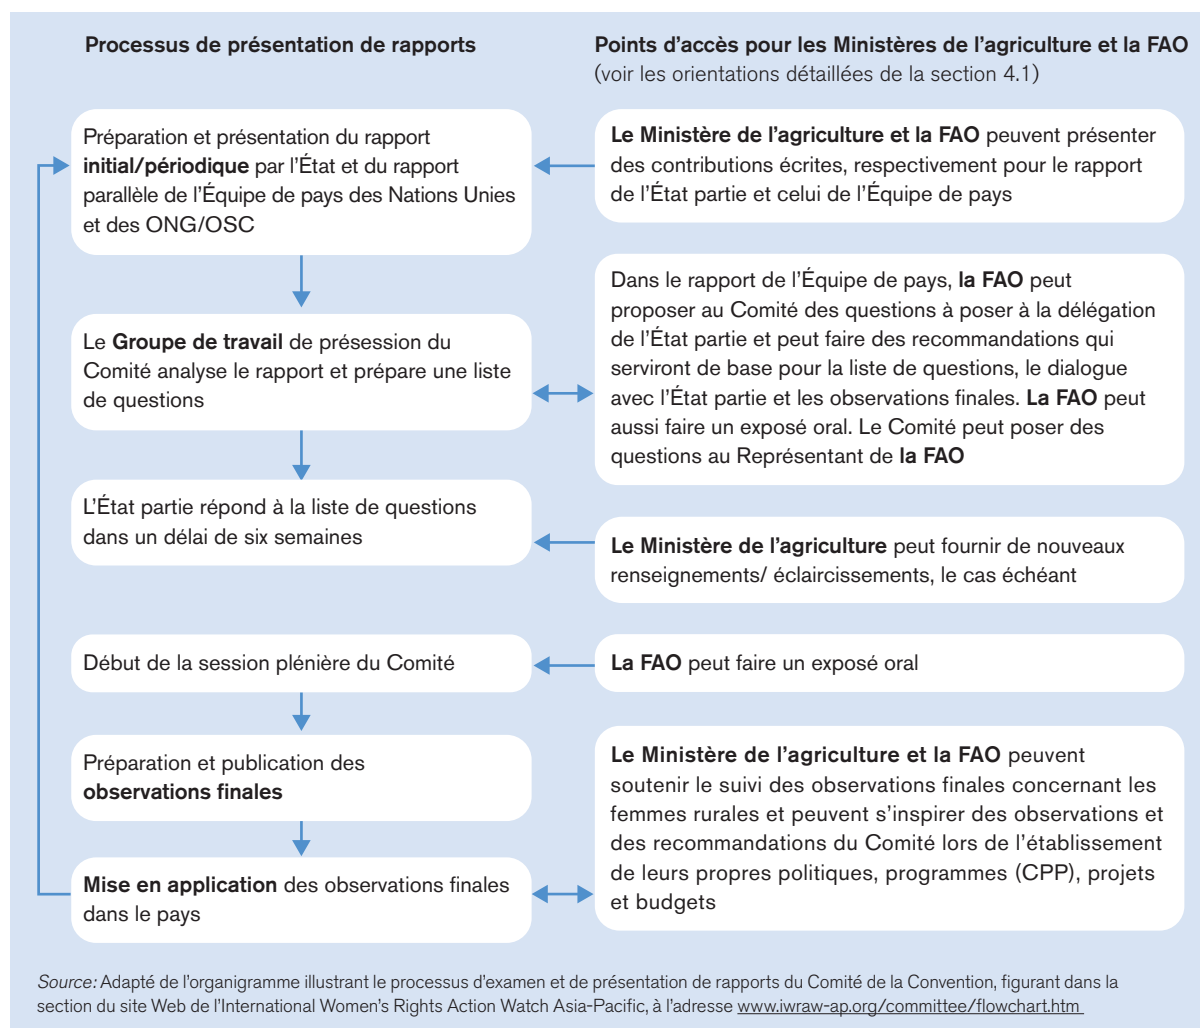 Processus de présentation de rapports
Points d'accès pour les Ministères de l'agriculture et la FAO
(voir les orientations détaillées de la section 4.1)
Préparation et présentation du rapport
initial/périodique par l'État et du rapport
parallèle de l'Équipe de pays des Nations Unies
et des ONG/OSC
Le Ministère de l'agriculture et la FAO peuvent présenter
des contributions écrites, respectivement pour le rapport
de l'État partie et celui de l'Équipe de pays
Le Groupe de travail de présession du
Comité analyse le rapport et prépare une liste
de questions
Dans le rapport de l'Équipe de pays, la FAO peut
proposer au Comité des questions à poser à la délégation
de l'État partie et peut faire des recommandations qui
serviront de base pour la liste de questions, le dialogue
avec l'État partie et les observations finales. La FAO peut
aussi faire un exposé oral. Le Comité peut poser des
questions au Représentant de la FAO
L'État partie répond à la liste de questions
dans un délai de six semaines
Le Ministère de l'agriculture peut fournir de nouveaux
renseignements/ éclaircissements, le cas échéant
Début de la session plénière du Comité
La FAO peut faire un exposé oral
Préparation et publication des
observations finales
Le Ministère de l'agriculture et la FAO peuvent
soutenir le suivi des observations finales concernant les
femmes rurales et peuvent s'inspirer des observations et
des recommandations du Comité lors de l'établissement
de leurs propres politiques, programmes (CPP), projets
et budgets
Mise en application des observations finales
dans le pays
Source: Adapté de l'organigramme illustrant le processus d'examen et de présentation de rapports du Comité de la Convention, figurant dans la
section du site Web de l'International Women's Rights Action Watch Asia-Pacific, à l'adresse www.iwraw-ap.org/committee/flowchart.htm